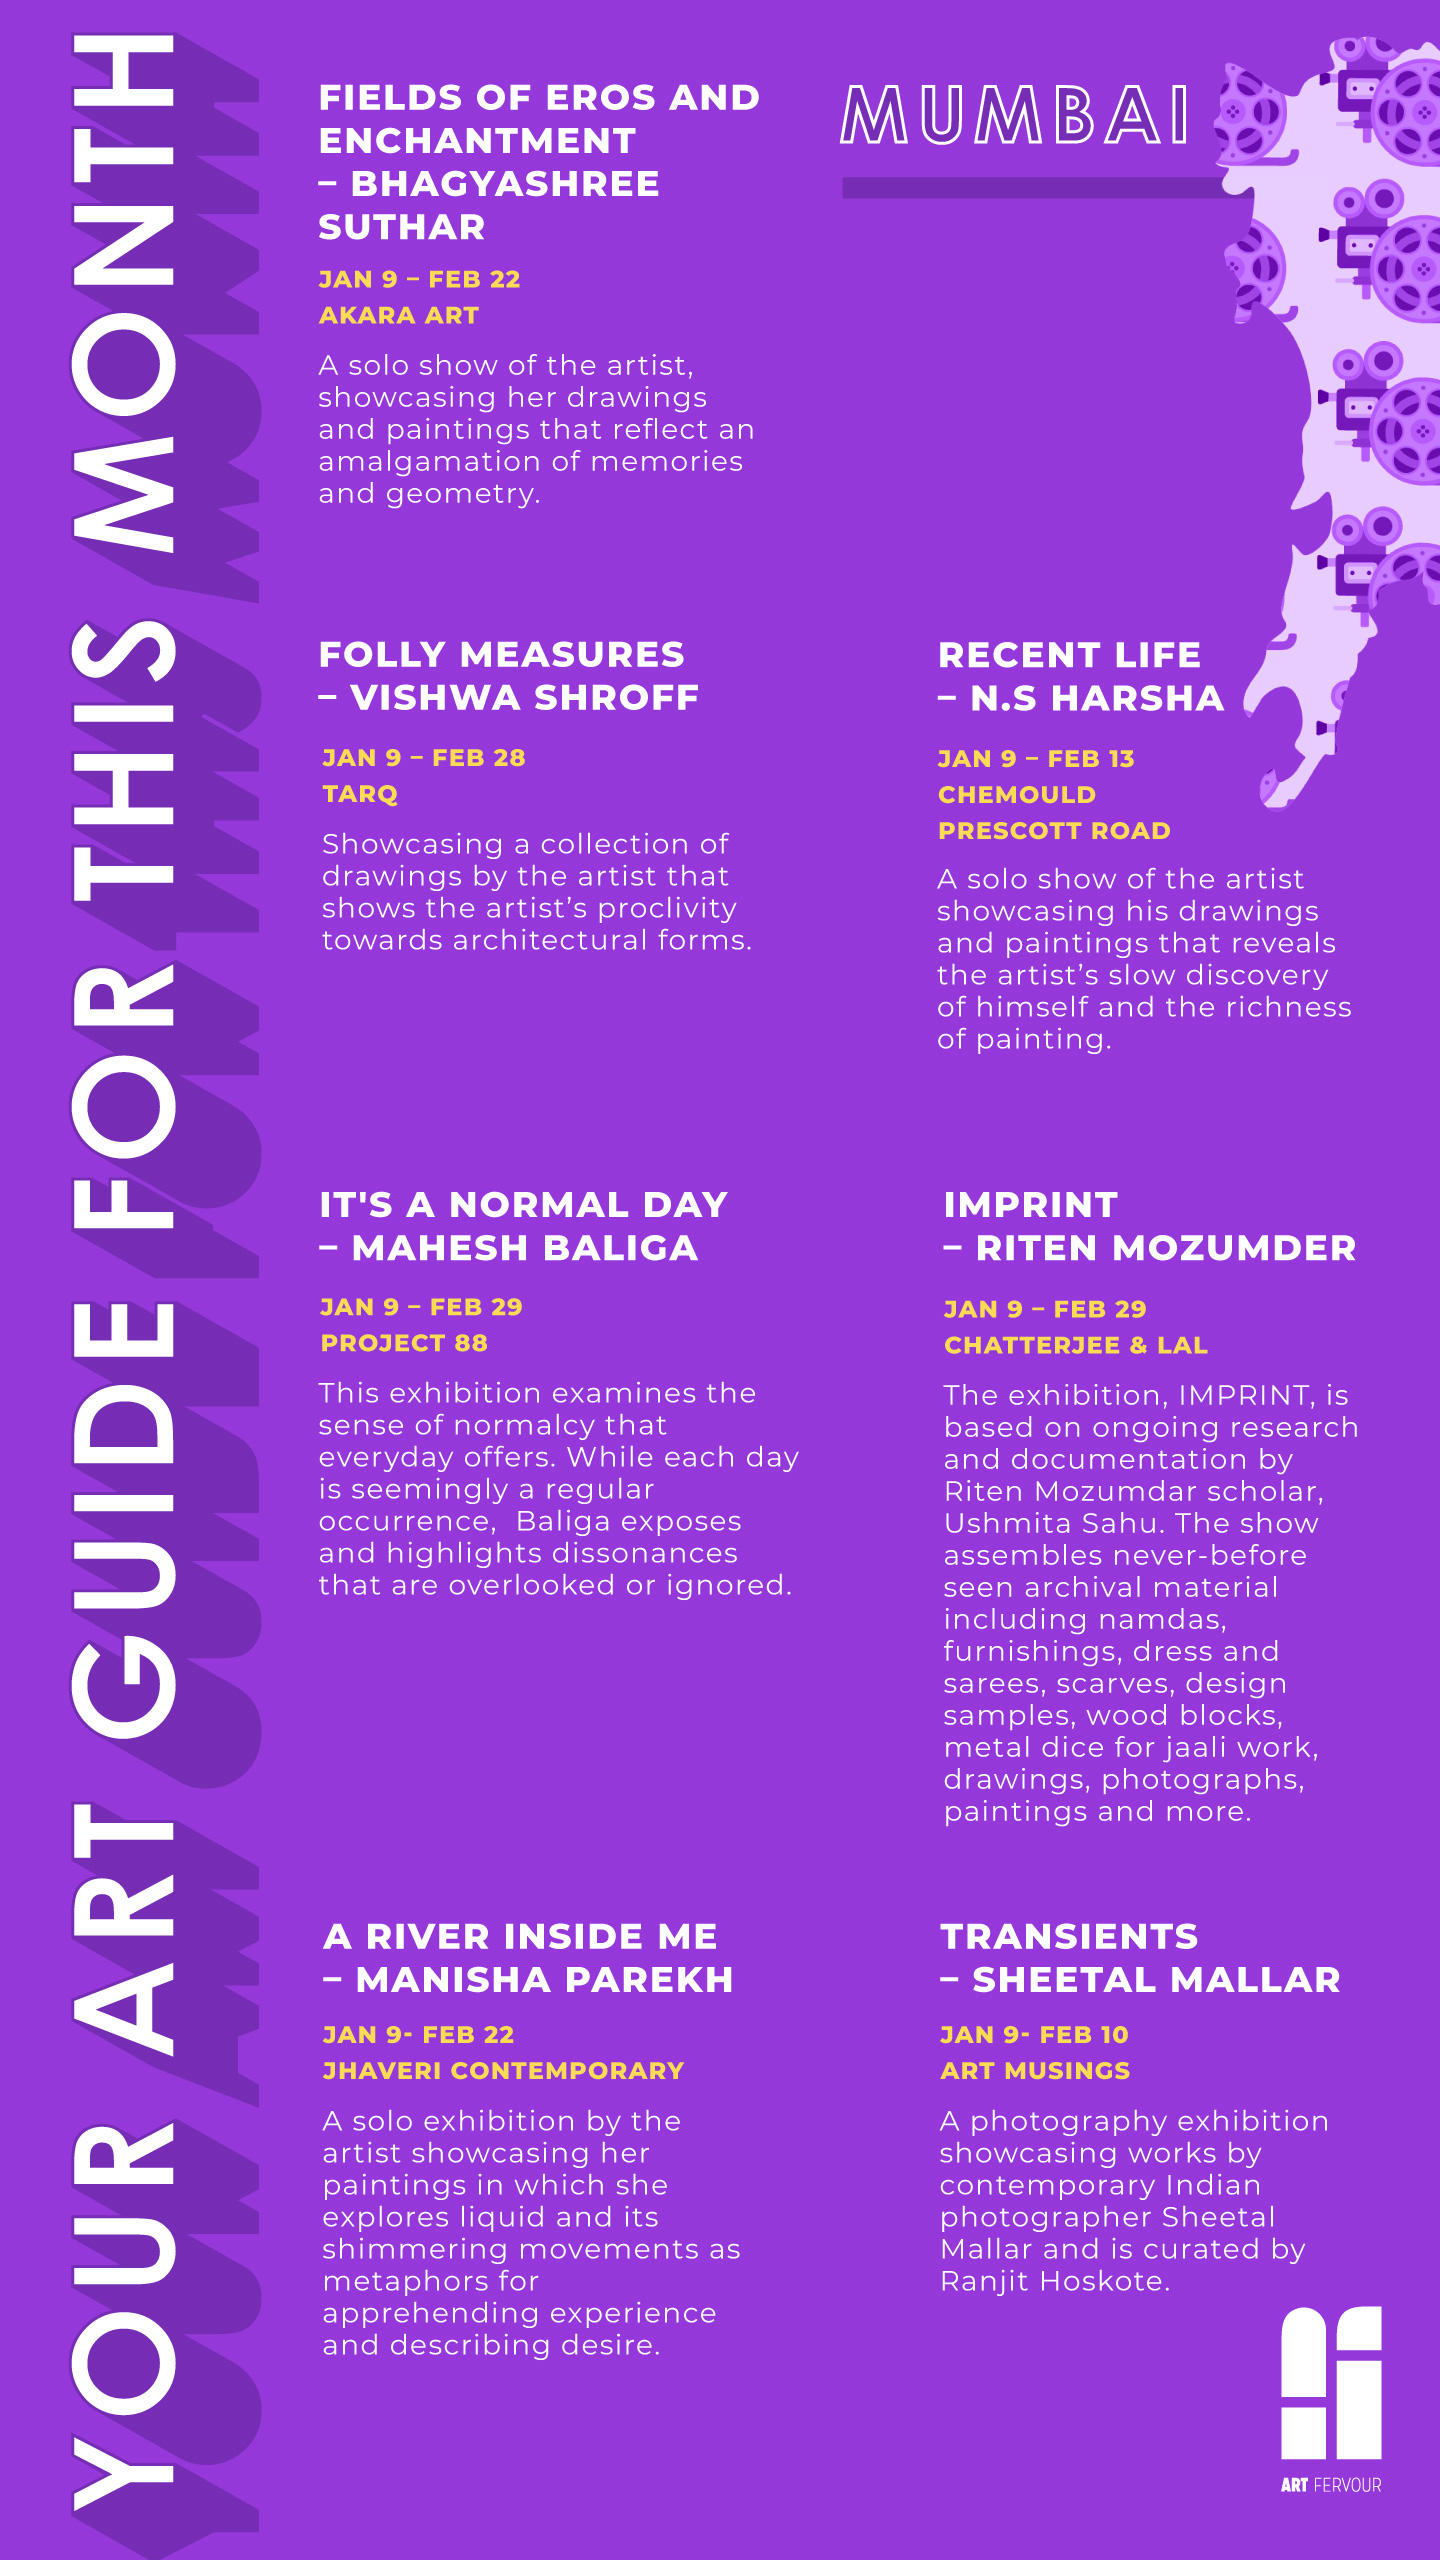 YOUR ART GUIDE FOR THIS MONTH
MUMBAI
FIELDS OF EROS AND
ENCHANTMENT
– BHAGYASHREE
SUTHAR
JAN 9 – FEB 22
AKARA ART
A solo show of the artist,
showcasing her drawings
and paintings that reflect an
amalgamation of memories
and geometry.
FOLLY MEASURES
– VISHWA SHROFF
JAN 9 – FEB 28
TARQ
Showcasing a collection of
drawings by the artist that
shows the artist’s proclivity
towards architectural forms.
RECENT LIFE
– N.S HARSHA
JAN 9 – FEB 13
CHEMOULD
PRESCOTT ROAD
A solo show of the artist
showcasing his drawings
and paintings that reveals
the artist’s slow discovery
of himself and the richness
of painting.
IT'S A NORMAL DAY
– MAHESH BALIGA
JAN 9 – FEB 29
PROJECT 88
This exhibition examines the
sense of normalcy that
everyday offers. While each day
is seemingly a regular
occurrence,  Baliga exposes
and highlights dissonances
that are overlooked or ignored.
IMPRINT
– RITEN MOZUMDER
JAN 9 – FEB 29
CHATTERJEE & LAL
The exhibition, IMPRINT, is
based on ongoing research
and documentation by
Riten Mozumdar scholar,
Ushmita Sahu. The show
assembles never-before
seen archival material
including namdas,
furnishings, dress and
sarees, scarves, design
samples, wood blocks,
metal dice for jaali work,
drawings, photographs,
paintings and more.
A RIVER INSIDE ME
– MANISHA PAREKH
JAN 9- FEB 22
JHAVERI CONTEMPORARY
A solo exhibition by the
artist showcasing her
paintings in which she
explores liquid and its
shimmering movements as
metaphors for
apprehending experience
and describing desire.
TRANSIENTS
– SHEETAL MALLAR
JAN 9- FEB 10
ART MUSINGS
A photography exhibition
showcasing works by
contemporary Indian
photographer Sheetal
Mallar and is curated by
Ranjit Hoskote.
ART FERVOUR